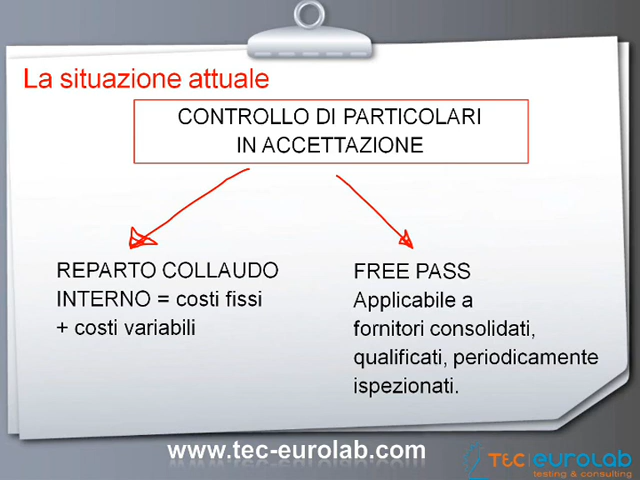 La situazione attuale
CONTROLLO DI PARTICOLARI
IN ACCETTAZIONE
REPARTO COLLAUDO
INTERNO = costi fissi
+ costi variabili
FREE PASS
Applicabile a
fornitori consolidati,
qualificati, periodicamente
ispezionati.
www.tec-eurolab.com
TEC|EUROLAB
testing & consulting